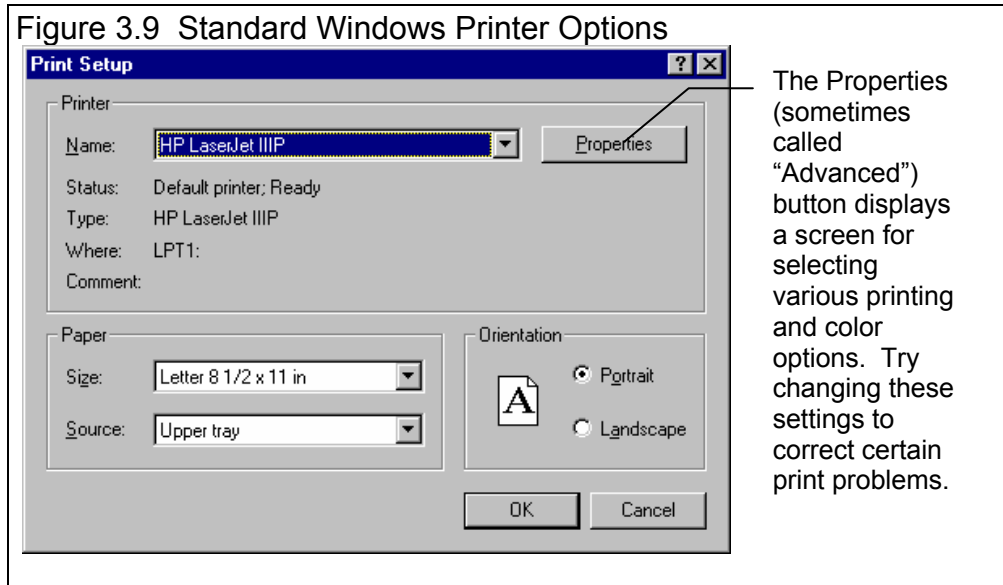 Figure 3.9  Standard Windows Printer Options
Print Setup
Printer
Name:
HP LaserJet IIIP
Properties
Status:
Default printer; Ready
Type:
HP LaserJet IIIP
Where:
LPT1:
Comment:
Paper
Size:
Letter 8 1/2 x 11 in
Source:
Upper tray
Orientation
A
Portrait
Landscape
OK
Cancel
The Properties
(sometimes
called
“Advanced”)
button displays
a screen for
selecting
various printing
and color
options.  Try
changing these
settings to
correct certain
print problems.